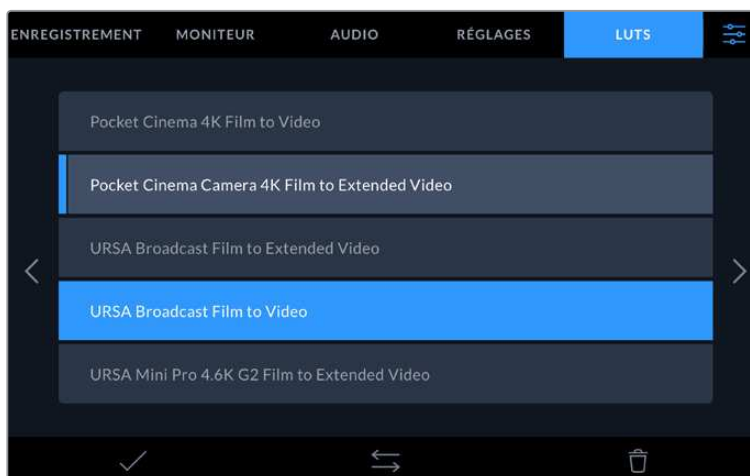 ENREGISTREMENT MONITEUR AUDIO RÉGLAGES LUTS
Pocket Cinema 4K Film to Video
Pocket Cinema Camera 4K Film to Extended Video
URSA Broadcast Film to Extended Video
URSA Broadcast Film to Video
URSA Mini Pro 4.6K G2 Film to Extended Video